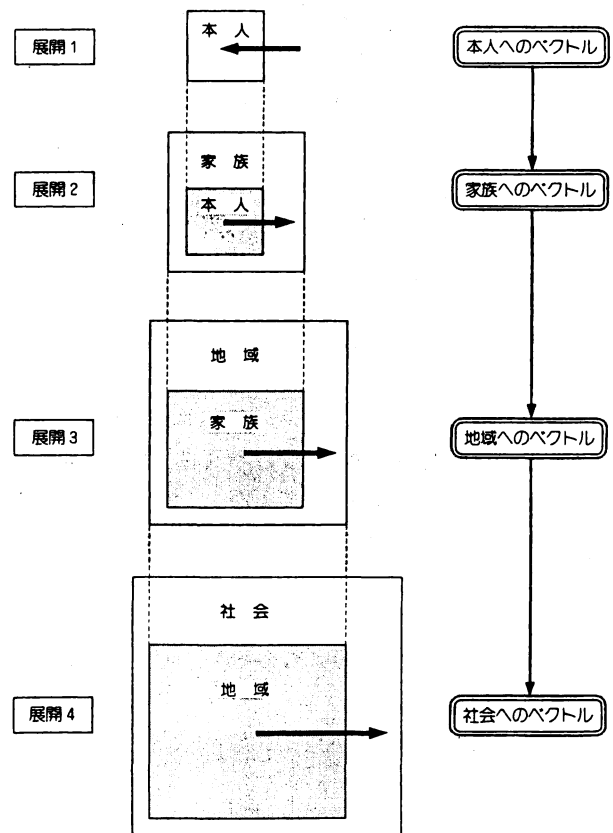 展開1
本人
本人へのベクトル
家族
展開2
本人
家族へのベクトル
地域
展開3
家族
地域へのベクトル
社会
地域
展開4
社会へのベクトル